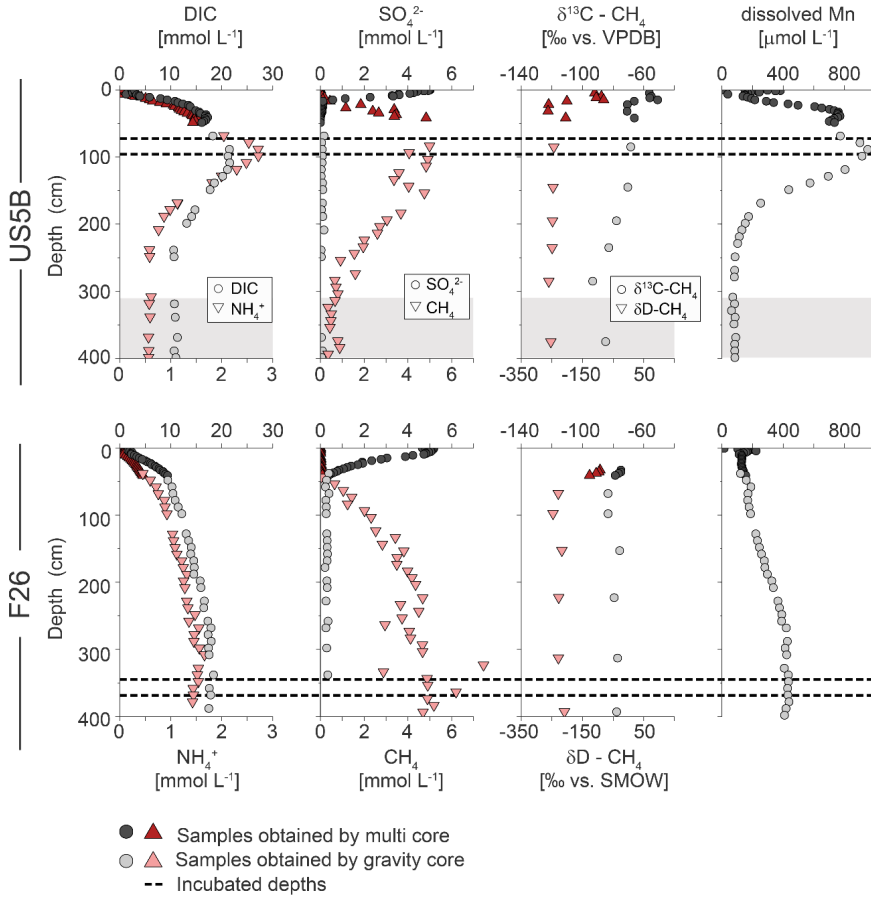 DIC SO₄²⁻ δ¹³C - CH₄ dissolved Mn
[mmol L⁻¹] [mmol L⁻¹] [‰ vs. VPDB] [μmol L⁻¹]
0 10 20 30 0 2 4 6 -140 -100 -60 0 400 800
US5B
Depth (cm)
0
100
200
300
400
DIC
NH₄⁺
SO₄²⁻
CH₄
δ¹³C-CH₄
δD-CH₄
0 1 2 3 0 2 4 6 -350 -150 50
0 10 20 30 0 2 4 6 -140 -100 -60 0 400 800
F26
Depth (cm)
0
100
200
300
400
0 1 2 3 0 2 4 6 -350 -150 50
NH₄⁺ CH₄ δD - CH₄
[mmol L⁻¹] [mmol L⁻¹] [‰ vs. SMOW]
Samples obtained by multi core
Samples obtained by gravity core
Incubated depths